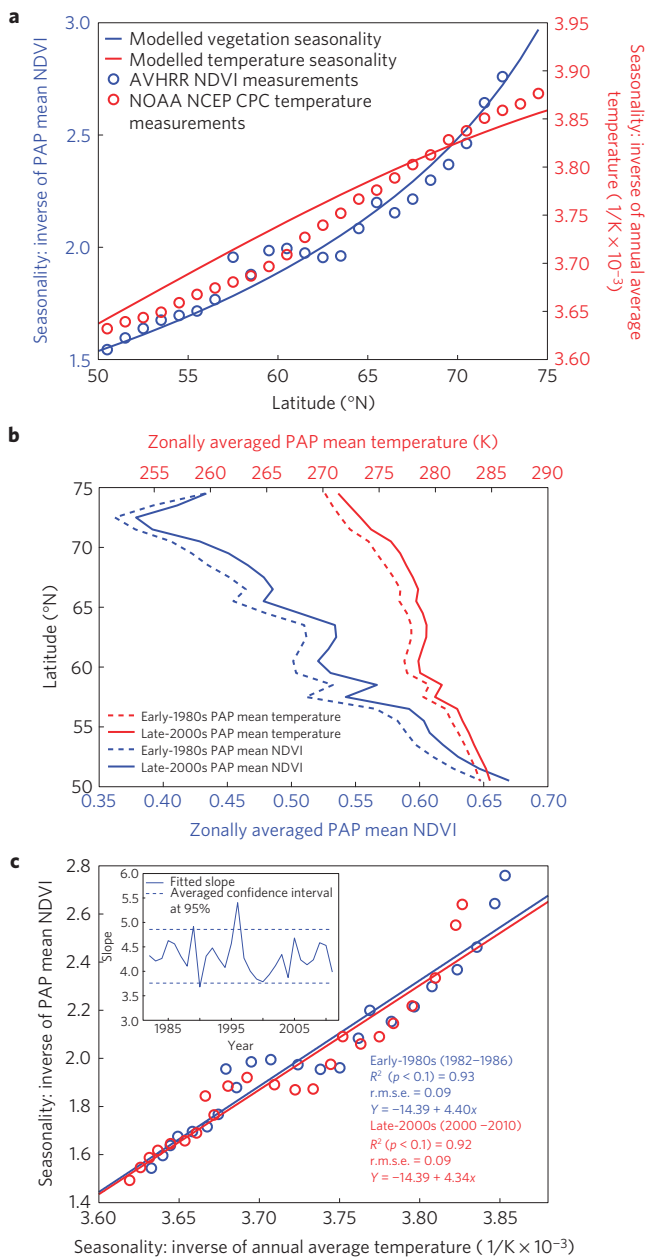 a
3.0
2.5
2.0
1.5
Seasonality: inverse of PAP mean NDVI
Modelled vegetation seasonality
Modelled temperature seasonality
AVHRR NDVI measurements
NOAA NCEP CPC temperature
measurements
3.95
3.90
3.85
3.80
3.75
3.70
3.65
3.60
Seasonality: inverse of annual average
temperature (1/K × 10⁻³)
50 55 60 65 70 75
Latitude (°N)
b
Zonally averaged PAP mean temperature (K)
255 260 265 270 275 280 285 290
75
70
65
60
55
50
Latitude (°N)
Early-1980s PAP mean temperature
Late-2000s PAP mean temperature
Early-1980s PAP mean NDVI
Late-2000s PAP mean NDVI
0.35 0.40 0.45 0.50 0.55 0.60 0.65 0.70
Zonally averaged PAP mean NDVI
c
2.8
2.6
2.4
2.2
2.0
1.8
1.6
1.4
Seasonality: inverse of PAP mean NDVI
6.0
5.5
5.0
4.5
4.0
3.5
3.0
Slope
Fitted slope
Averaged confidence interval
at 95%
1985 1995 2005
Year
Early-1980s (1982–1986)
R² (p < 0.1) = 0.93
r.m.s.e. = 0.09
Y = −14.39 + 4.40x
Late-2000s (2000 –2010)
R² (p < 0.1) = 0.92
r.m.s.e. = 0.09
Y = −14.39 + 4.34x
3.60 3.65 3.70 3.75 3.80 3.85
Seasonality: inverse of annual average temperature ( 1/K × 10⁻³)